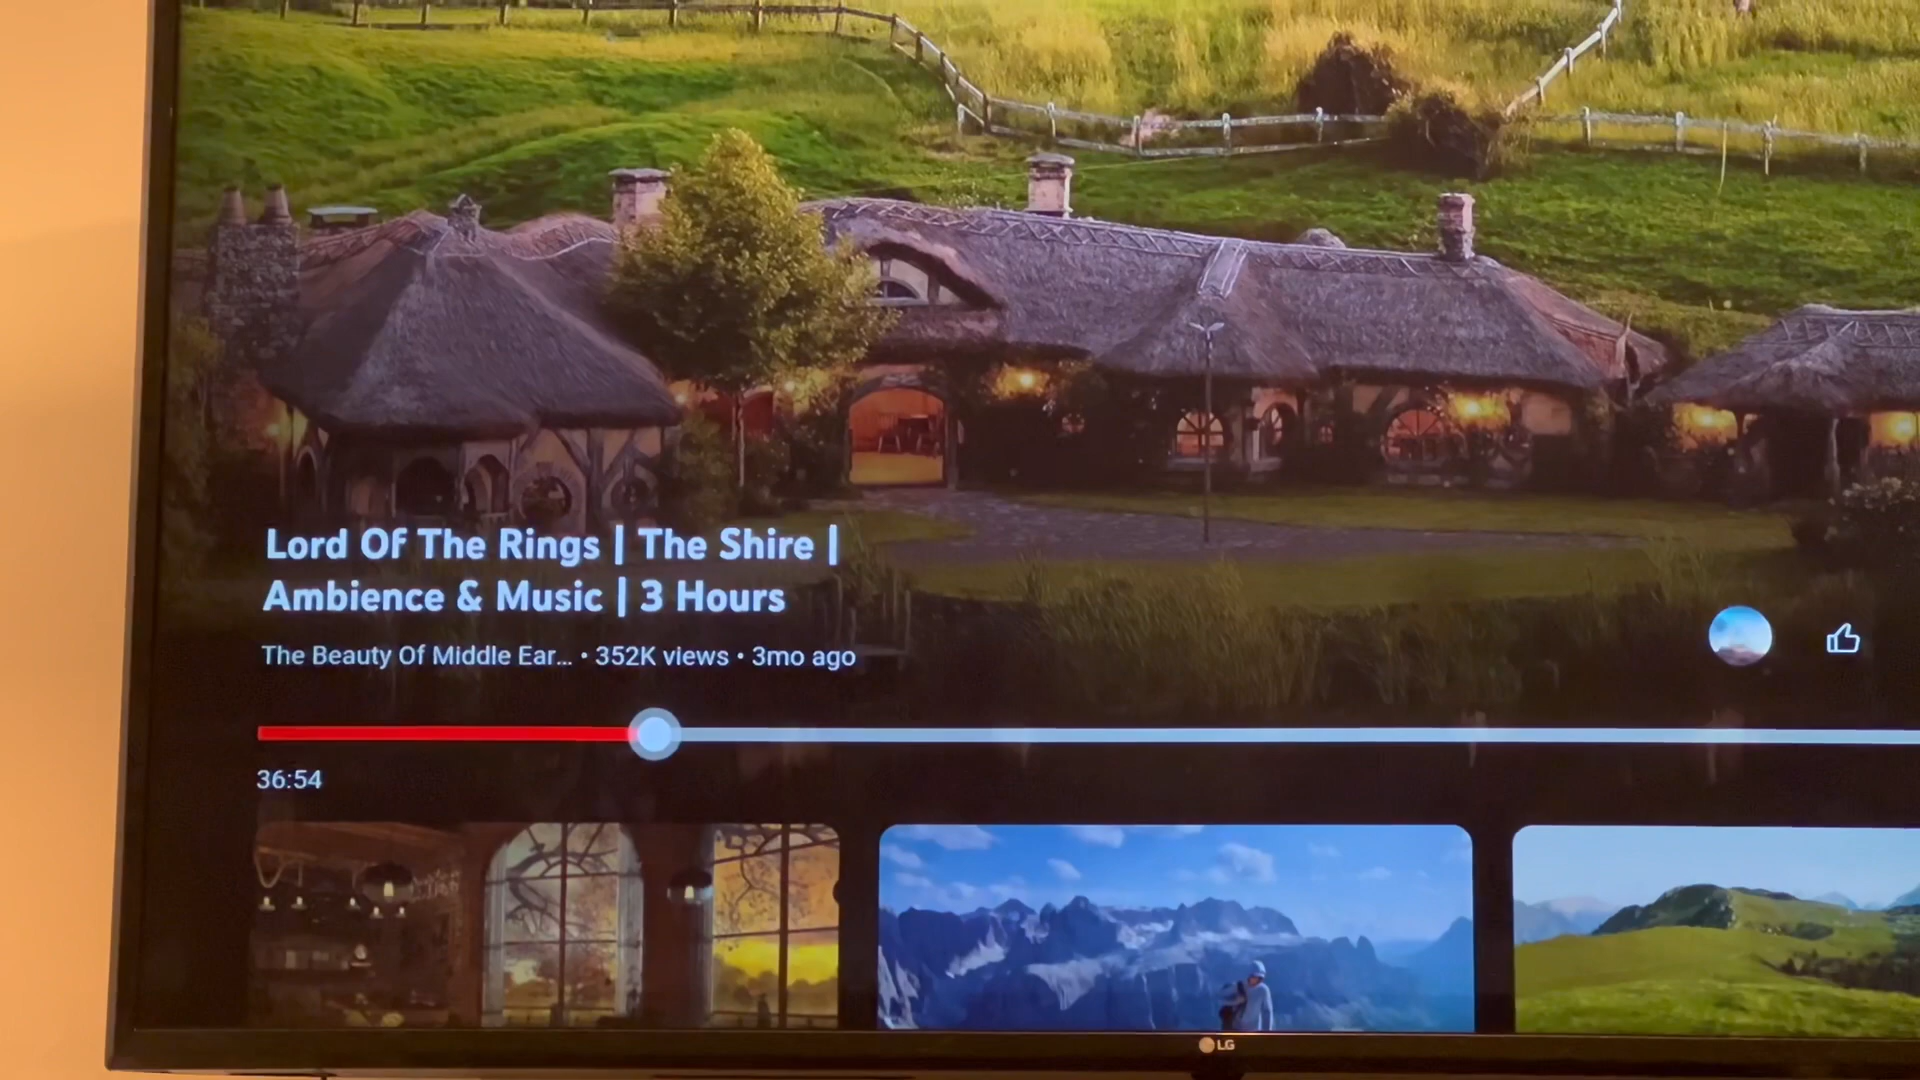 Lord Of The Rings | The Shire |
Ambience & Music | 3 Hours
The Beauty Of Middle Ear... • 352K views • 3mo ago
36:54
LG